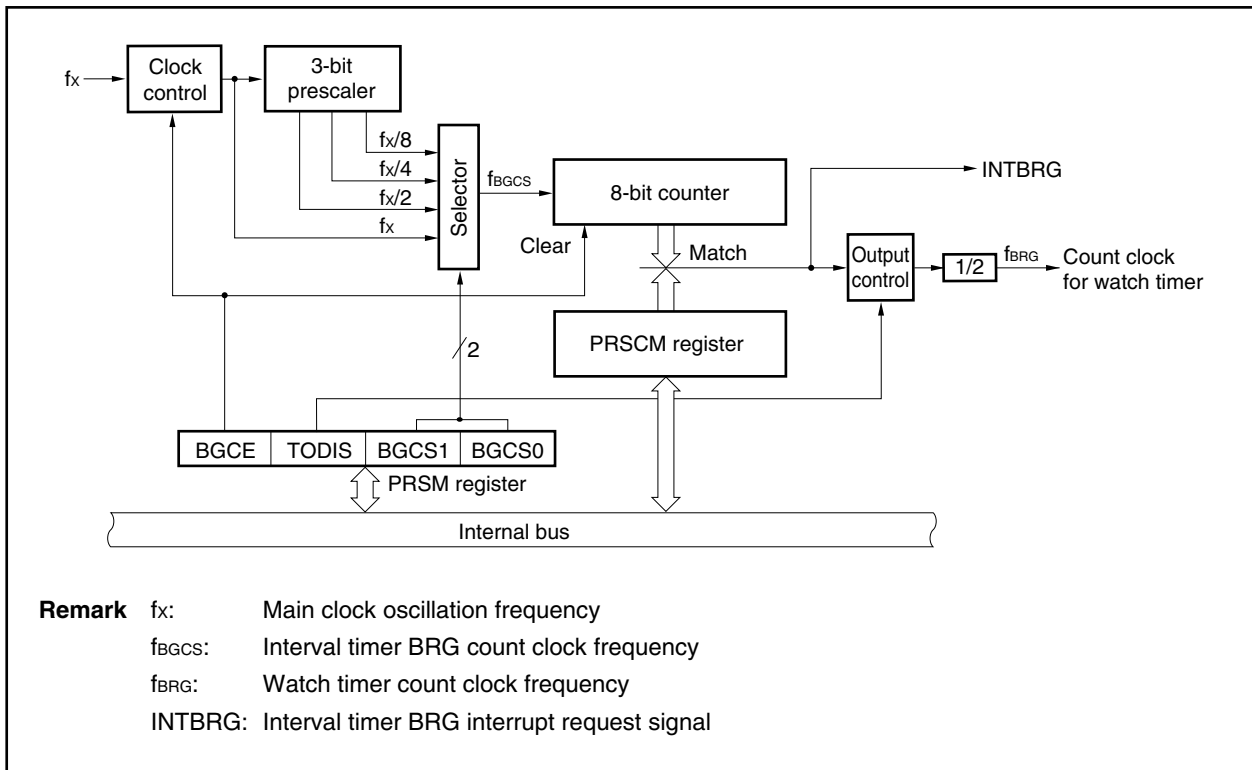 fx
Clock control
3-bit prescaler
fx/8
fx/4
fx/2
fx
Selector
fBGCS
8-bit counter
Clear
Match
INTBRG
Output control
1/2
fBRG
Count clock for watch timer
PRSCM register
2
BGCE TODIS BGCS1 BGCS0
PRSM register
Internal bus
Remark fx: Main clock oscillation frequency
fBGCS: Interval timer BRG count clock frequency
fBRG: Watch timer count clock frequency
INTBRG: Interval timer BRG interrupt request signal